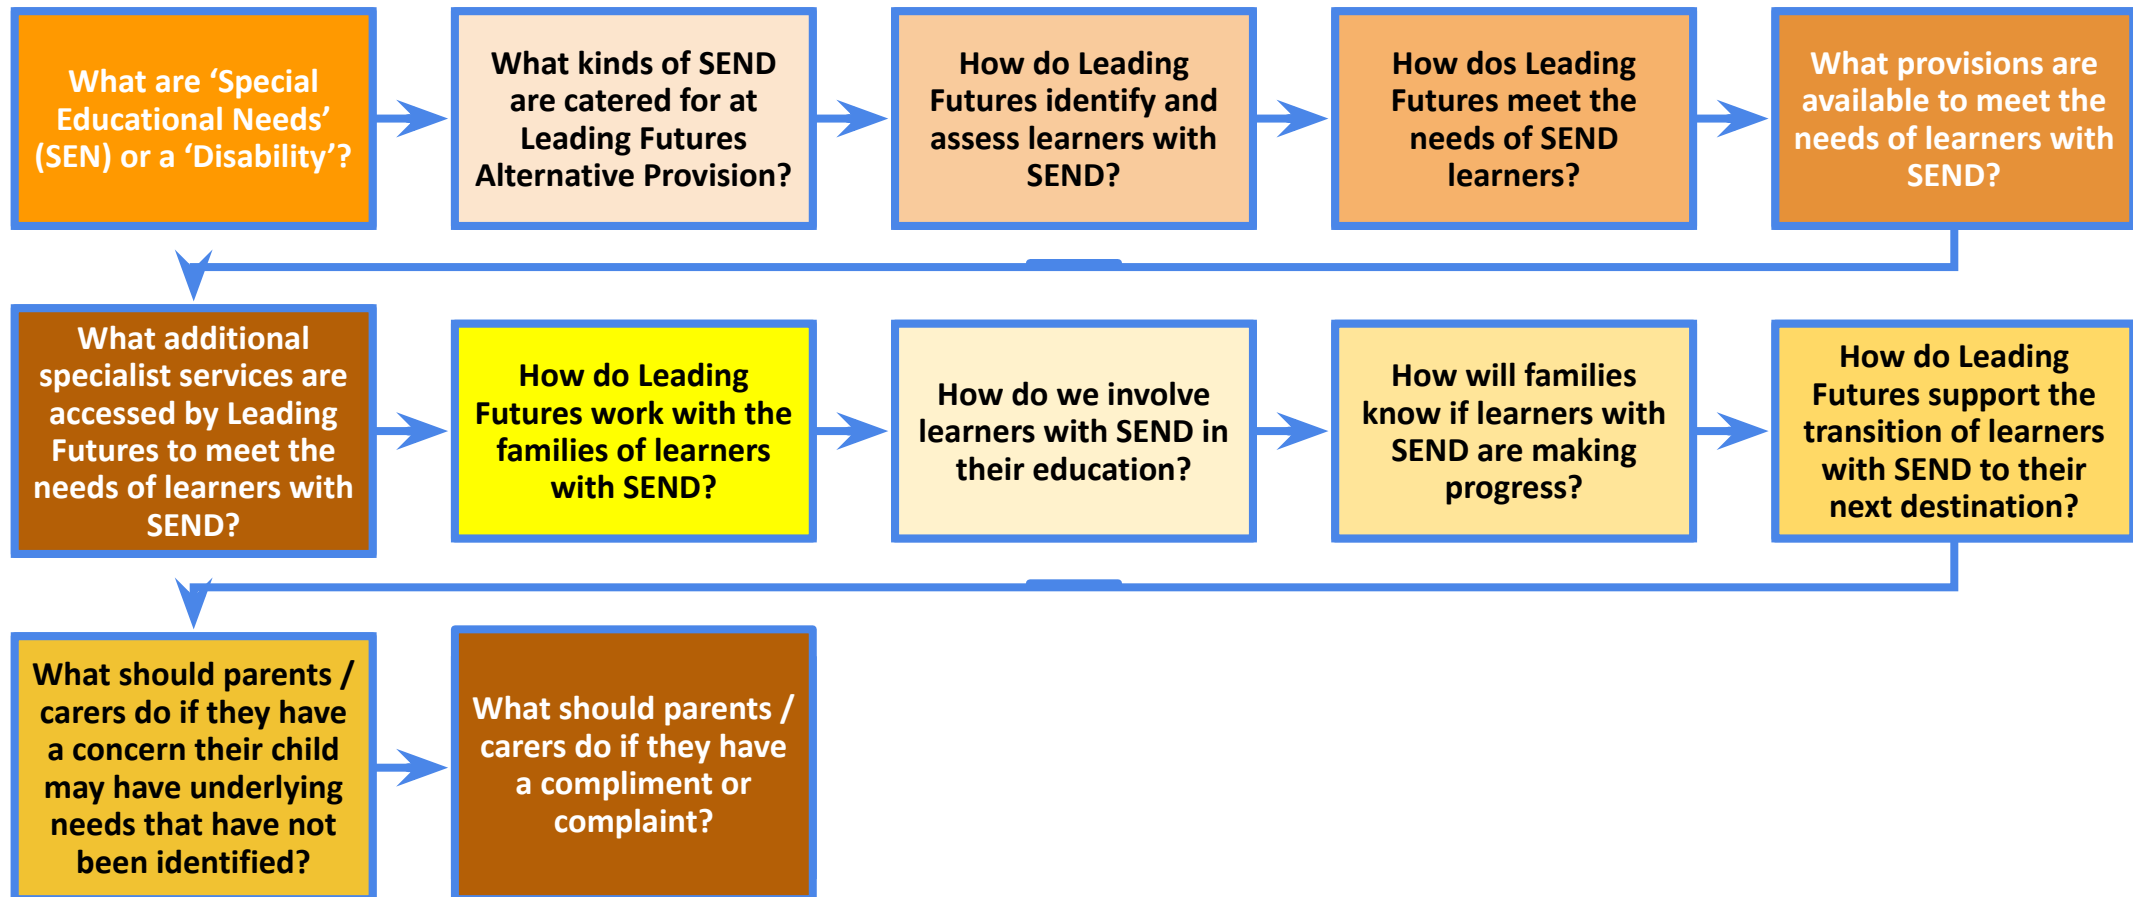 What are ‘Special
Educational Needs’
(SEN) or a ‘Disability’?
What kinds of SEND
are catered for at
Leading Futures
Alternative Provision?
How do Leading
Futures identify and
assess learners with
SEND?
How dos Leading
Futures meet the
needs of SEND
learners?
What provisions are
available to meet the
needs of learners with
SEND?
What additional
specialist services are
accessed by Leading
Futures to meet the
needs of learners with
SEND?
How do Leading
Futures work with the
families of learners
with SEND?
How do we involve
learners with SEND in
their education?
How will families
know if learners with
SEND are making
progress?
How do Leading
Futures support the
transition of learners
with SEND to their
next destination?
What should parents /
carers do if they have
a concern their child
may have underlying
needs that have not
been identified?
What should parents /
carers do if they have
a compliment or
complaint?